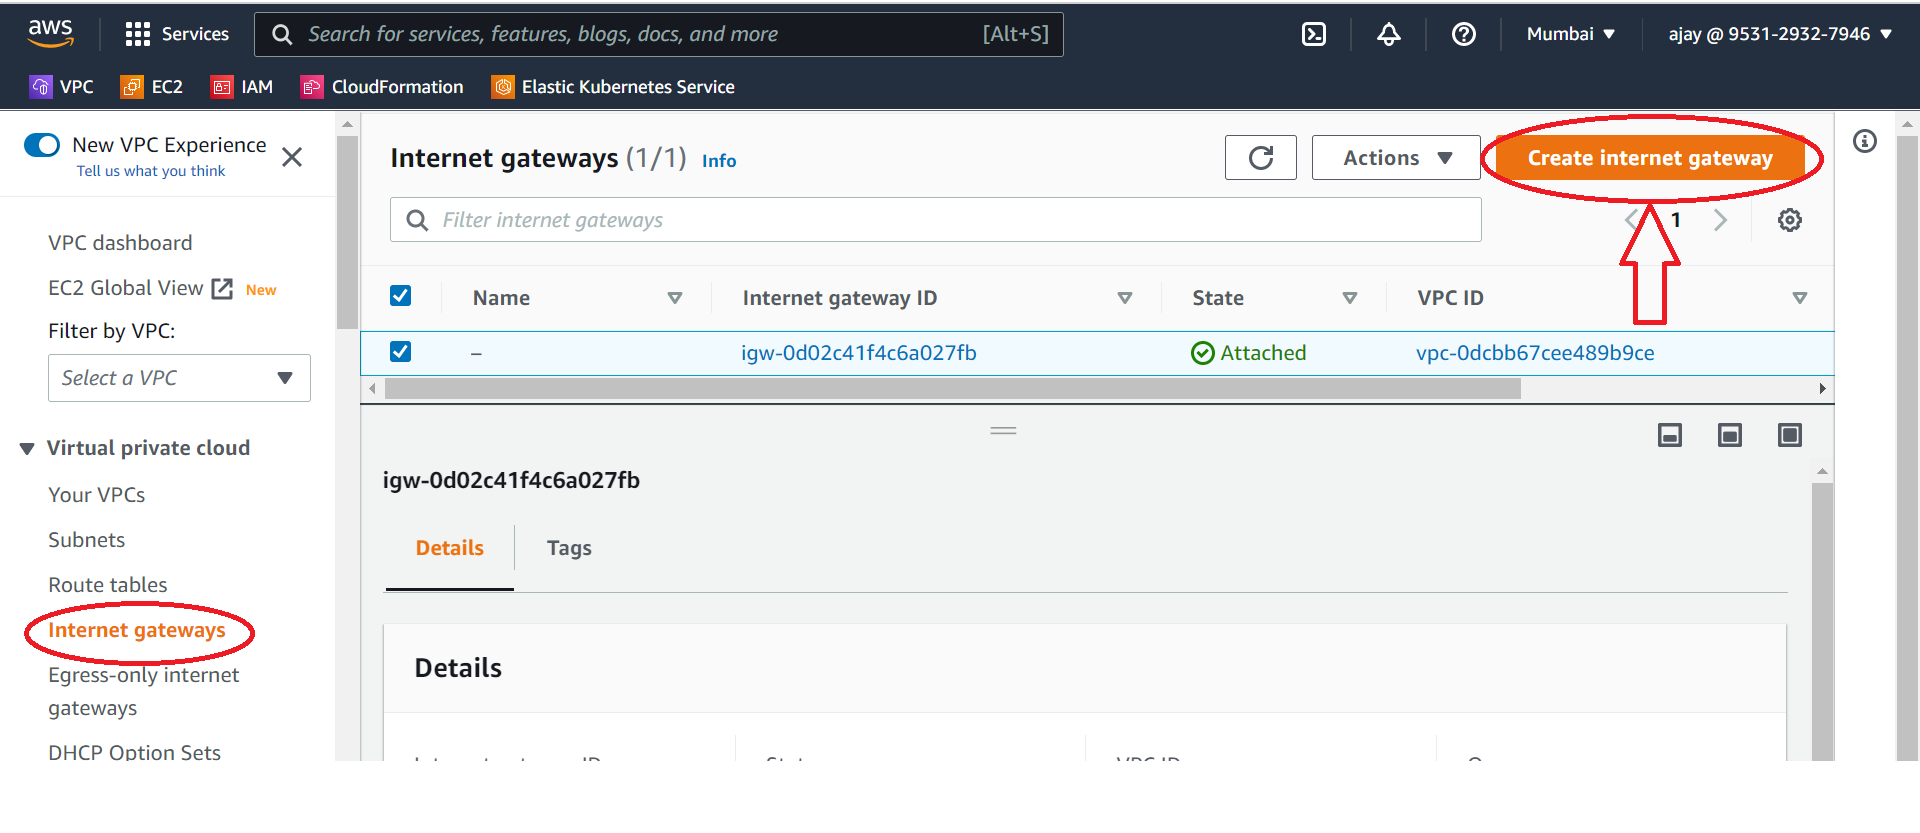 aws
Services
Search for services, features, blogs, docs, and more [Alt+S]
Mumbai ▼
ajay @ 9531-2932-7946 ▼
VPC
EC2
IAM
CloudFormation
Elastic Kubernetes Service
New VPC Experience
Tell us what you think
VPC dashboard
EC2 Global View New
Filter by VPC:
Select a VPC
Virtual private cloud
Your VPCs
Subnets
Route tables
Internet gateways
Egress-only internet
gateways
DHCP Option Sets
Internet gateways (1/1) Info
Actions
Create internet gateway
Filter internet gateways
1
Name Internet gateway ID State VPC ID
– igw-0d02c41f4c6a027fb Attached vpc-0dcbb67cee489b9ce
igw-0d02c41f4c6a027fb
Details Tags
Details
VPC ID